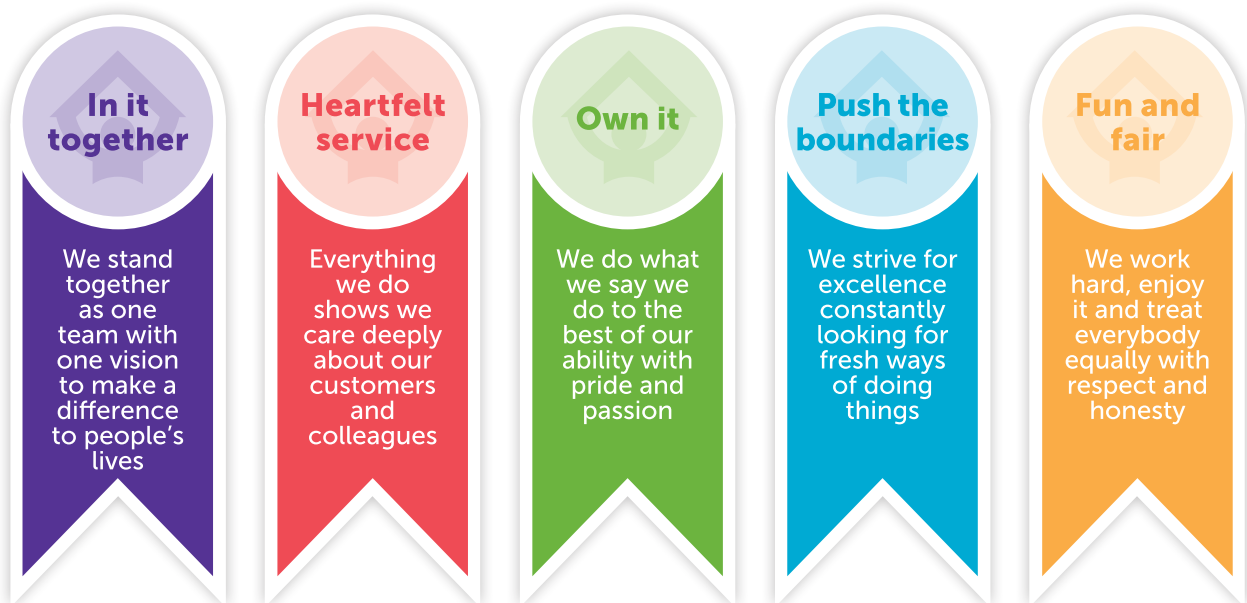 In it
together
We stand
together
as one
team with
one vision
to make a
difference
to people's
lives
Heartfelt
service
Everything
we do
shows we
care deeply
about our
customers
and
colleagues
Own it
We do what
we say we
do to the
best of our
ability with
pride and
passion
Push the
boundaries
We strive for
excellence
constantly
looking for
fresh ways
of doing
things
Fun and
fair
We work
hard, enjoy
it and treat
everybody
equally with
respect and
honesty